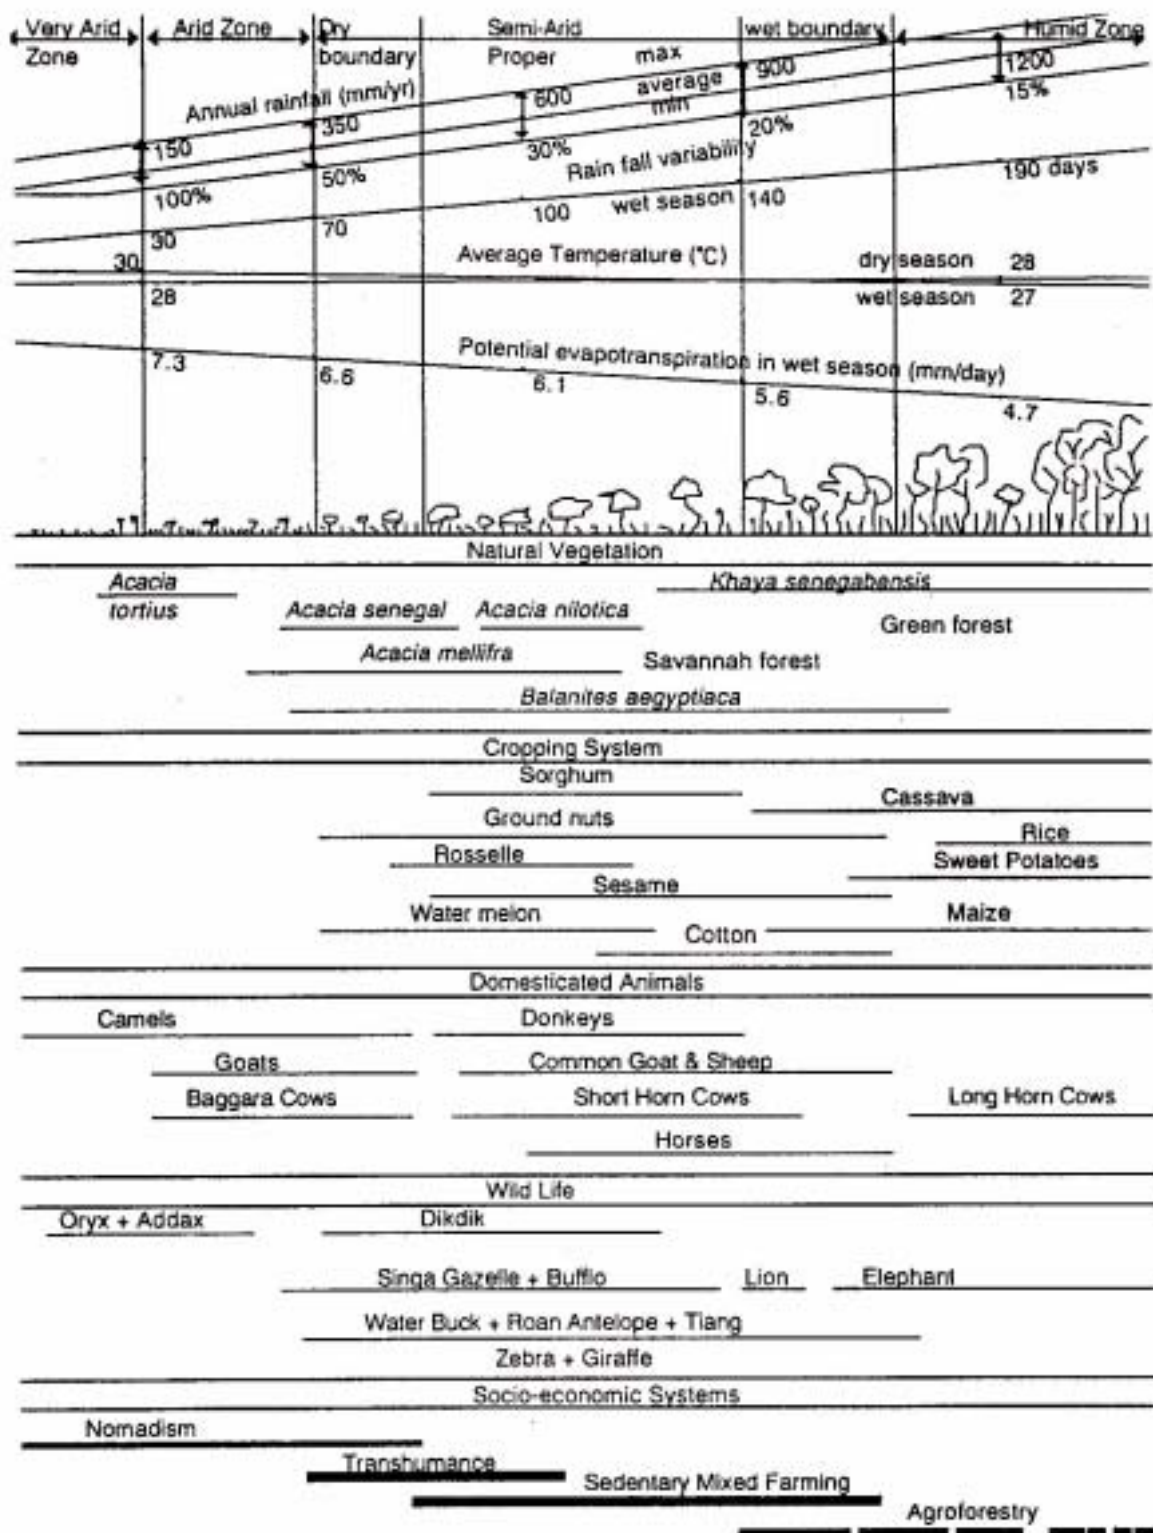 Very Arid Zone
Arid Zone
Dry boundary
Semi-Arid Proper
wet boundary
Humid Zone
max
average
min
Annual rainfall (mm/yr)
150
350
600
900
1200
100%
50%
30%
20%
15%
Rain fall variability
30
70
100
wet season
140
190 days
30
Average Temperature (°C)
dry season
28
28
wet season
27
Potential evapotranspiration in wet season (mm/day)
7.3
6.6
6.1
5.6
4.7
Natural Vegetation
Acacia tortius
Khaya senegabensis
Acacia senegal
Acacia nilotica
Green forest
Acacia mellifra
Savannah forest
Balanites aegyptiaca
Cropping System
Sorghum
Cassava
Ground nuts
Rice
Rosselle
Sweet Potatoes
Sesame
Water melon
Maize
Cotton
Domesticated Animals
Camels
Donkeys
Goats
Common Goat & Sheep
Baggara Cows
Short Horn Cows
Long Horn Cows
Horses
Wild Life
Oryx + Addax
Dikdik
Singa Gazelle + Bufflo
Lion
Elephant
Water Buck + Roan Antelope + Tiang
Zebra + Giraffe
Socio-economic Systems
Nomadism
Transhumance
Sedentary Mixed Farming
Agroforestry